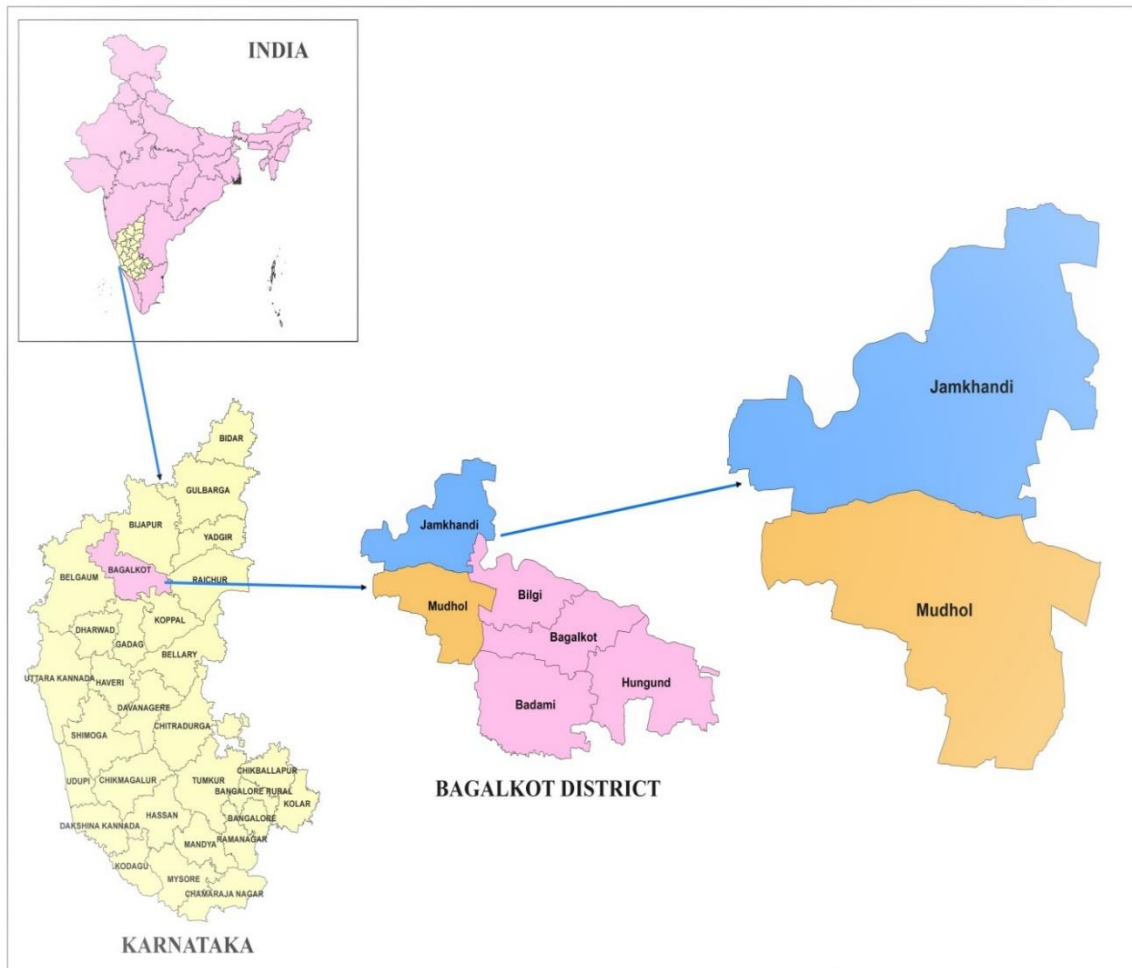 INDIA
Jamkhandi
Mudhol
BIDAR
GULBARGA
BIJAPUR
YADGIR
BAGALKOT
BELGAUM
RAICHUR
KOPPAL
DHARWAD
GADAG
BELLARY
UTTARA KANNADA
HAVERI
DAVANAGERE
CHITRADURGA
SHIMOGA
CHIKBALLAPUR
UDUPI
CHIKMAGALUR
TUMKUR
BANGALORE RURAL
KOLAR
HASSAN
BANGALORE
DAKSHINA KANNADA
RAMANAGAR
MANDYA
KODAGU
MYSORE
CHAMARAJA NAGAR
KARNATAKA
Jamkhandi
Bilgi
Mudhol
Bagalkot
Hungund
Badami
BAGALKOT DISTRICT